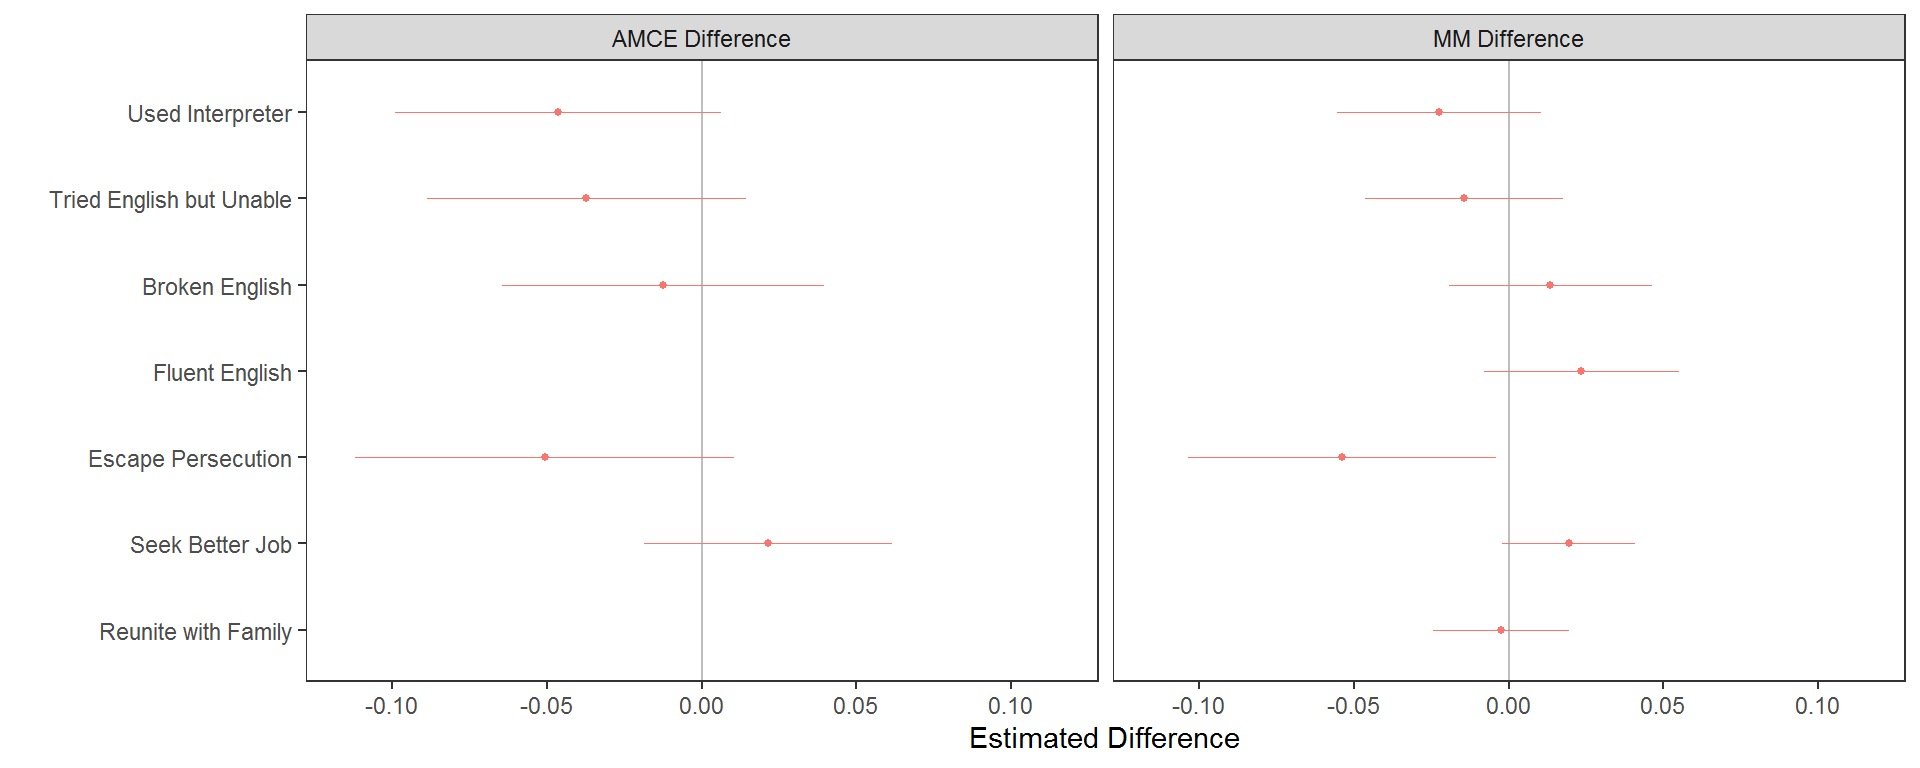 AMCE Difference
MM Difference
Used Interpreter
Tried English but Unable
Broken English
Fluent English
Escape Persecution
Seek Better Job
Reunite with Family
-0.10 -0.05 0.00 0.05 0.10
-0.10 -0.05 0.00 0.05 0.10
Estimated Difference